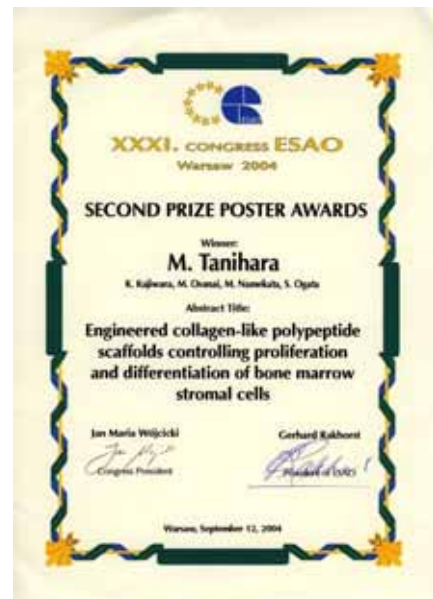 XXXI. CONGRESS ESAO
Warsaw 2004
SECOND PRIZE POSTER AWARDS
Winner:
M. Tanihara
K. Kajiwara, M. Ovanai, M. Namekata, S. Ogata
Abstract Title:
Engineered collagen-like polypeptide
scaffolds controlling proliferation
and differentiation of bone marrow
stromal cells
Jan Maria Wójcicki
Congress President
Gerhard Rakhorst
President of ESAO
Warsaw, September 12, 2004